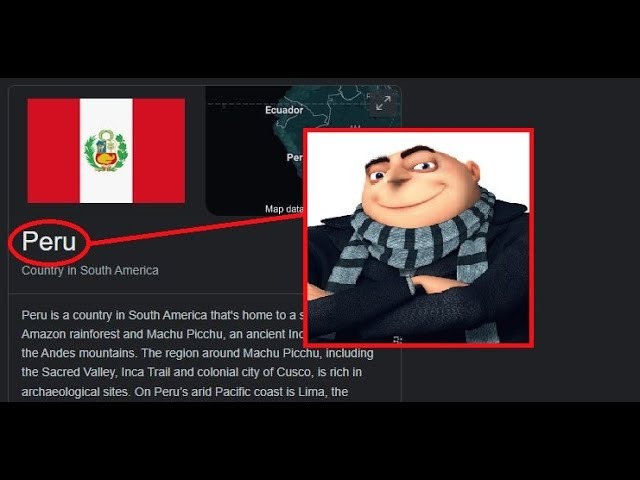 Ecuador
Per
Map data
Peru
Country in South America
Peru is a country in South America that's home to a s
Amazon rainforest and Machu Picchu, an ancient Inc
the Andes mountains. The region around Machu Picchu, including
the Sacred Valley, Inca Trail and colonial city of Cusco, is rich in
archaeological sites. On Peru's arid Pacific coast is Lima, the